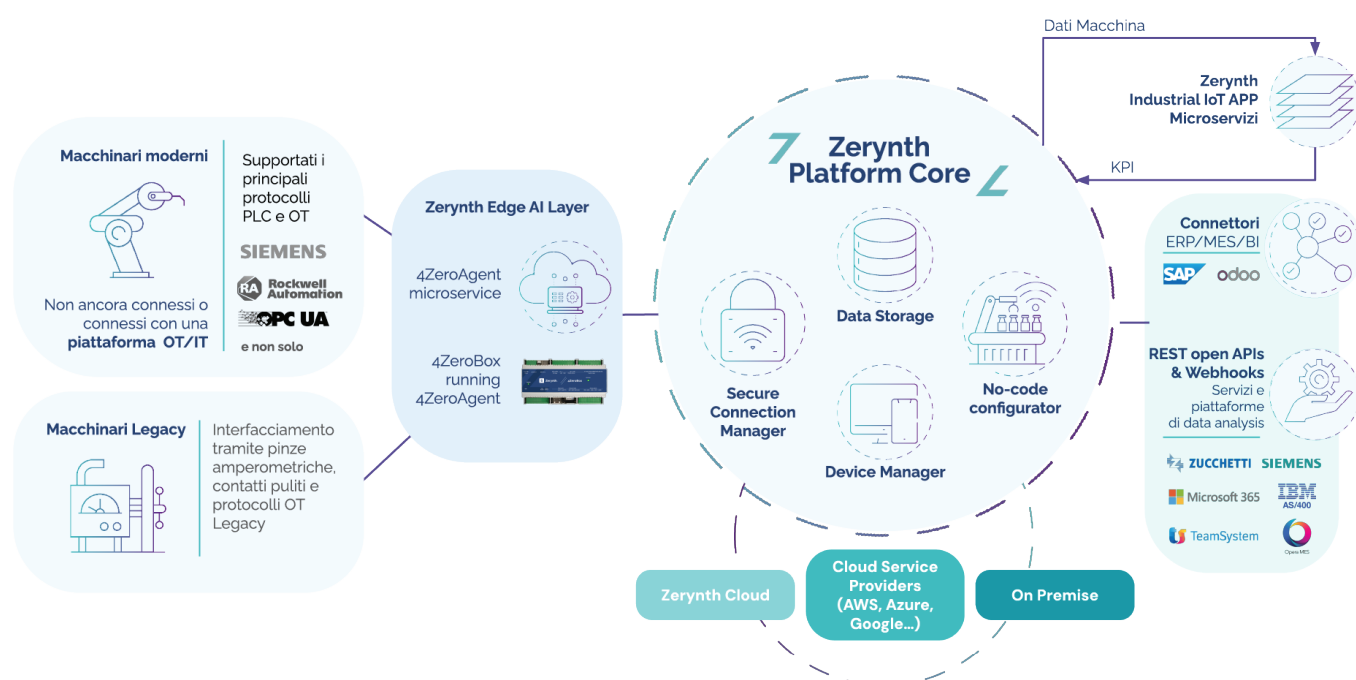 Dati Macchina
Zerynth
Industrial IoT APP
Microservizi
KPI
Macchinari moderni
Non ancora connessi o
connessi con una
piattaforma OT/IT
Supportati i
principali
protocolli
PLC e OT
SIEMENS
RA Rockwell
Automation
OPC UA
e non solo
Macchinari Legacy
Interfacciamento
tramite pinze
amperometriche,
contatti puliti e
protocolli OT
Legacy
Zerynth Edge AI Layer
4ZeroAgent
microservice
4ZeroBox
running
4ZeroAgent
Zerynth
Platform Core
Data Storage
Secure
Connection
Manager
No-code
configurator
Device Manager
Zerynth Cloud
Cloud Service
Providers
(AWS, Azure,
Google...)
On Premise
Connettori
ERP/MES/BI
SAP odoo
REST open APIs
& Webhooks
Servizi e
piattaforme
di data analysis
ZUCCHETTI SIEMENS
Microsoft 365 IBM
AS/400
TeamSystem
Opera MES